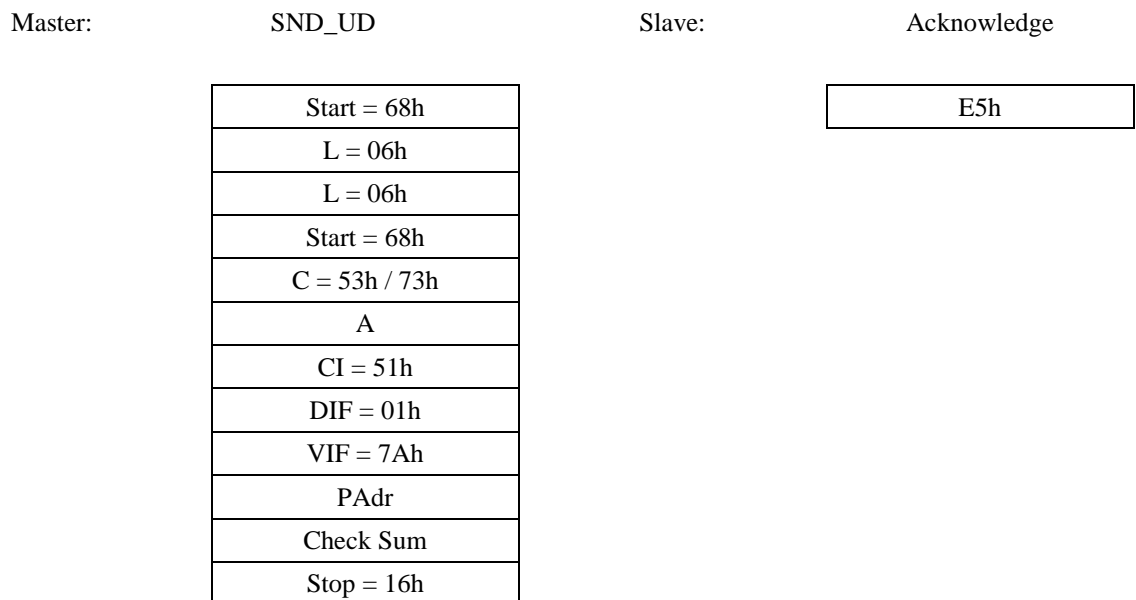 Master: SND_UD Slave: Acknowledge
Start = 68h E5h
L = 06h
L = 06h
Start = 68h
C = 53h / 73h
A
CI = 51h
DIF = 01h
VIF = 7Ah
PAdr
Check Sum
Stop = 16h